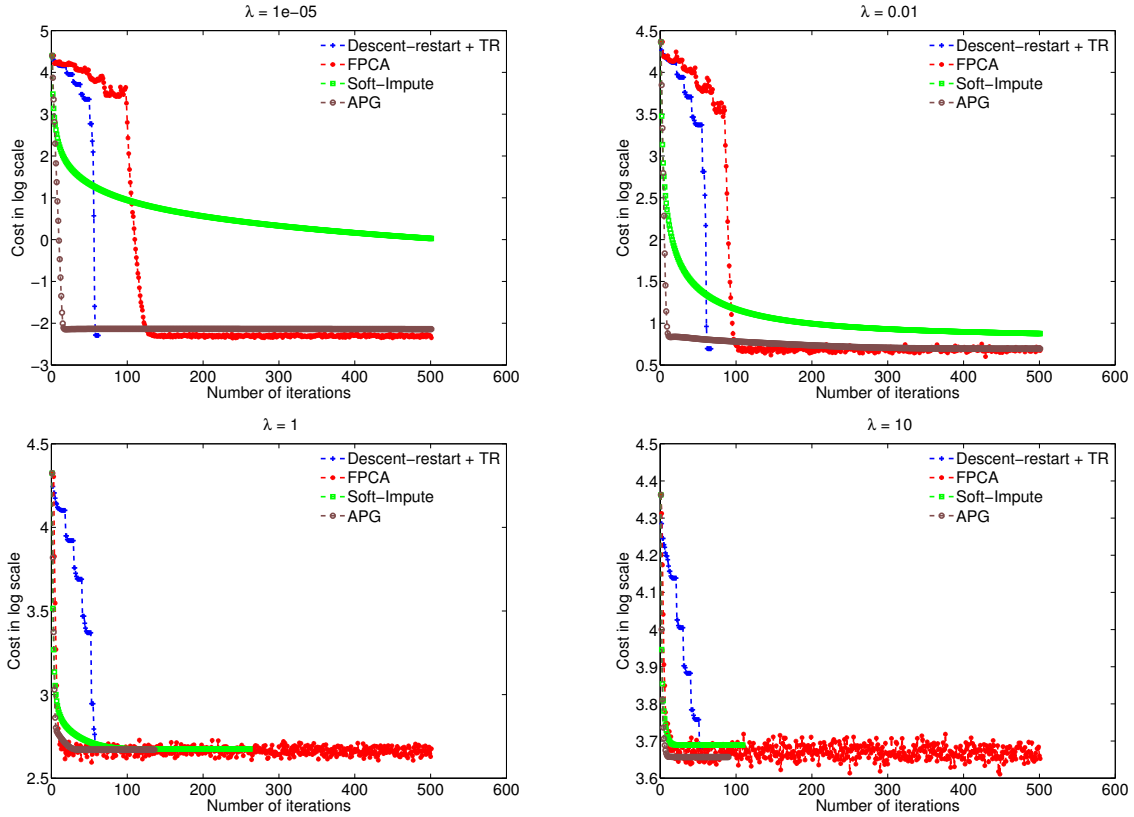 λ = 1e−05
5
4
3
2
1
0
−1
−2
−3
0 100 200 300 400 500 600
Cost in log scale
Number of iterations
Descent−restart + TR
FPCA
Soft−Impute
APG
λ = 0.01
4.5
4
3.5
3
2.5
2
1.5
1
0.5
0 100 200 300 400 500 600
Cost in log scale
Number of iterations
Descent−restart + TR
FPCA
Soft−Impute
APG
λ = 1
4.5
4
3.5
3
2.5
0 100 200 300 400 500 600
Cost in log scale
Number of iterations
Descent−restart + TR
FPCA
Soft−Impute
APG
λ = 10
4.5
4.4
4.3
4.2
4.1
4
3.9
3.8
3.7
3.6
0 100 200 300 400 500 600
Cost in log scale
Number of iterations
Descent−restart + TR
FPCA
Soft−Impute
APG